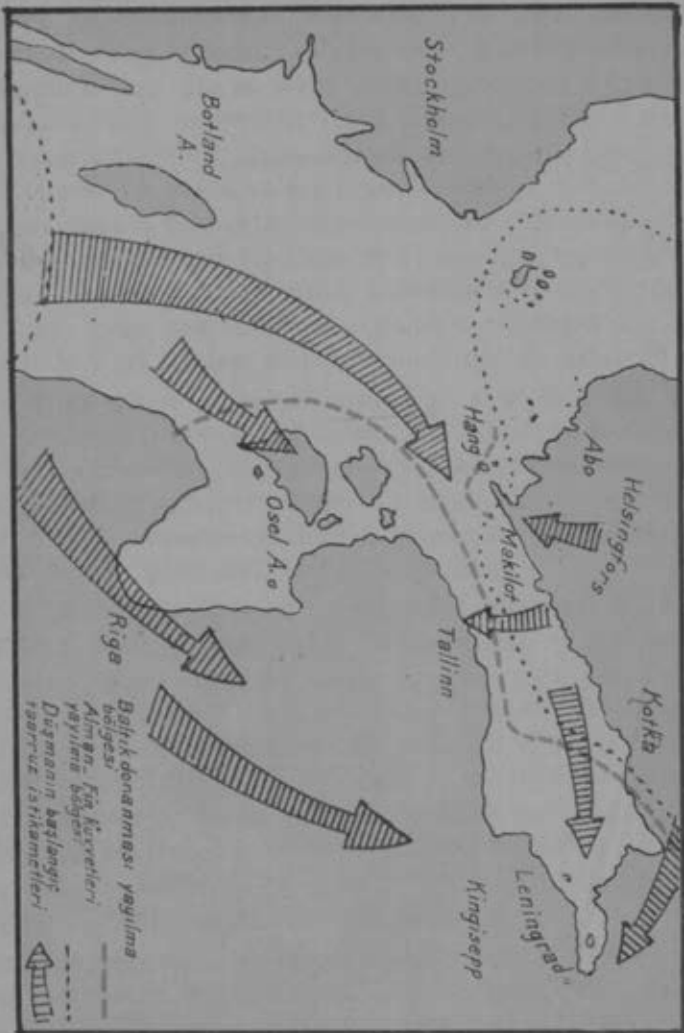 Stockholm
Botland
A.
Abo
Helsingfors
Hang
Makilot
Kotka
Osel A.
Tallinn
Leningrad
Kingisepp
Riga
Baltık donanması yayılma
bölgesi
Alman - Fin kuvvetleri
yayılma bölgesi
Düşmanın başlangıç
taarruz istikametleri